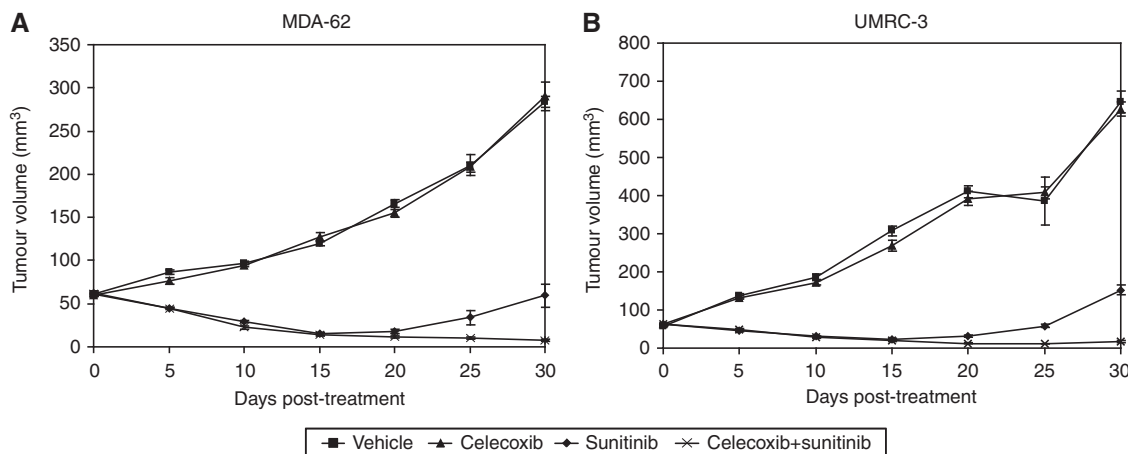 A
MDA-62
350
300
250
200
150
100
50
0
Tumour volume (mm³)
0 5 10 15 20 25 30
Days post-treatment
B
UMRC-3
800
700
600
500
400
300
200
100
0
Tumour volume (mm³)
0 5 10 15 20 25 30
Days post-treatment
Vehicle Celecoxib Sunitinib Celecoxib+sunitinib